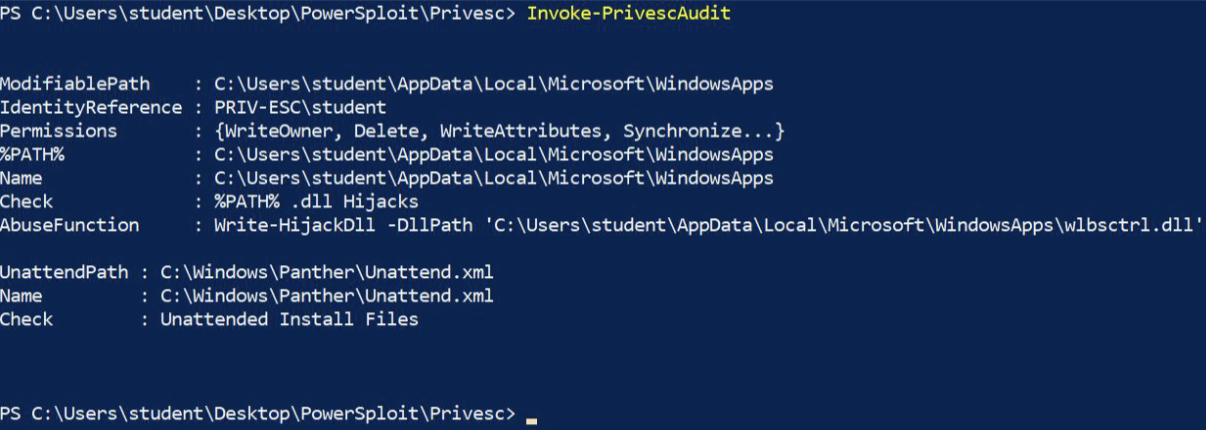 PS C:\Users\student\Desktop\PowerSploit\Privesc> Invoke-PrivescAudit
ModifiablePath    : C:\Users\student\AppData\Local\Microsoft\WindowsApps
IdentityReference : PRIV-ESC\student
Permissions       : {WriteOwner, Delete, WriteAttributes, Synchronize...}
%PATH%            : C:\Users\student\AppData\Local\Microsoft\WindowsApps
Name              : C:\Users\student\AppData\Local\Microsoft\WindowsApps
Check             : %PATH% .dll Hijacks
AbuseFunction     : Write-HijackDll -DllPath 'C:\Users\student\AppData\Local\Microsoft\WindowsApps\wlbsctrl.dll'
UnattendPath : C:\Windows\Panther\Unattend.xml
Name         : C:\Windows\Panther\Unattend.xml
Check        : Unattended Install Files
PS C:\Users\student\Desktop\PowerSploit\Privesc>